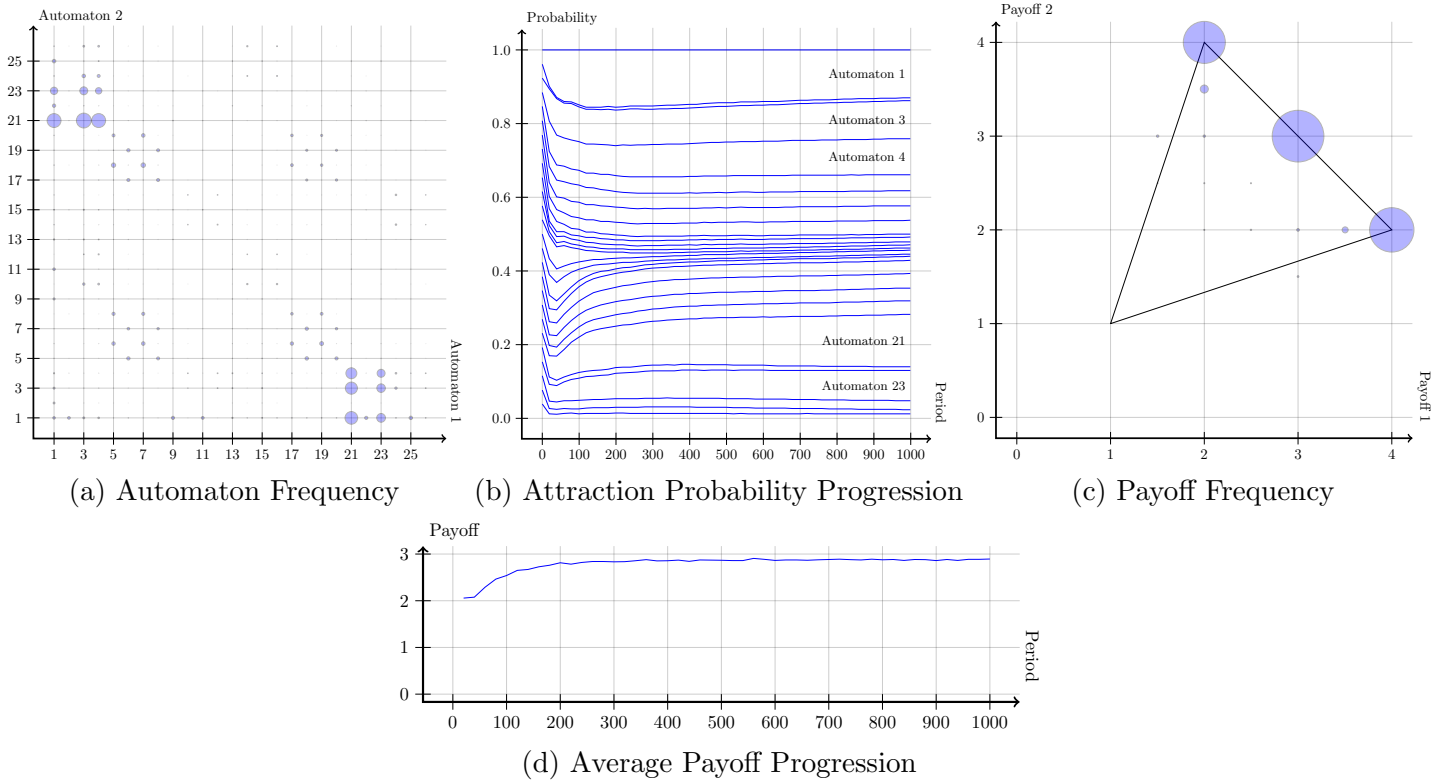 Automaton 2
25
23
21
19
17
15
13
11
9
7
5
3
1
1 3 5 7 9 11 13 15 17 19 21 23 25
Automaton 1
(a) Automaton Frequency
Probability
1.0
0.8
0.6
0.4
0.2
0.0
Automaton 1
Automaton 3
Automaton 4
Automaton 21
Automaton 23
0 100 200 300 400 500 600 700 800 900 1000
Period
(b) Attraction Probability Progression
Payoff 2
4
3
2
1
0
0 1 2 3 4
Payoff 1
(c) Payoff Frequency
Payoff
3
2
1
0
0 100 200 300 400 500 600 700 800 900 1000
Period
(d) Average Payoff Progression